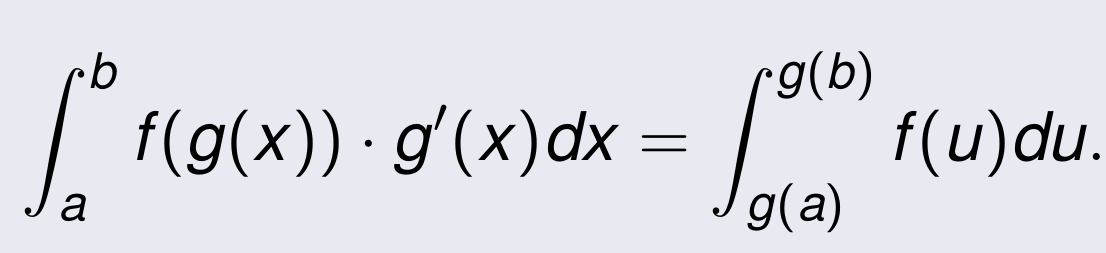 ∫_a^b f(g(x)) · g′(x)dx = ∫_{g(a)}^{g(b)} f(u)du.